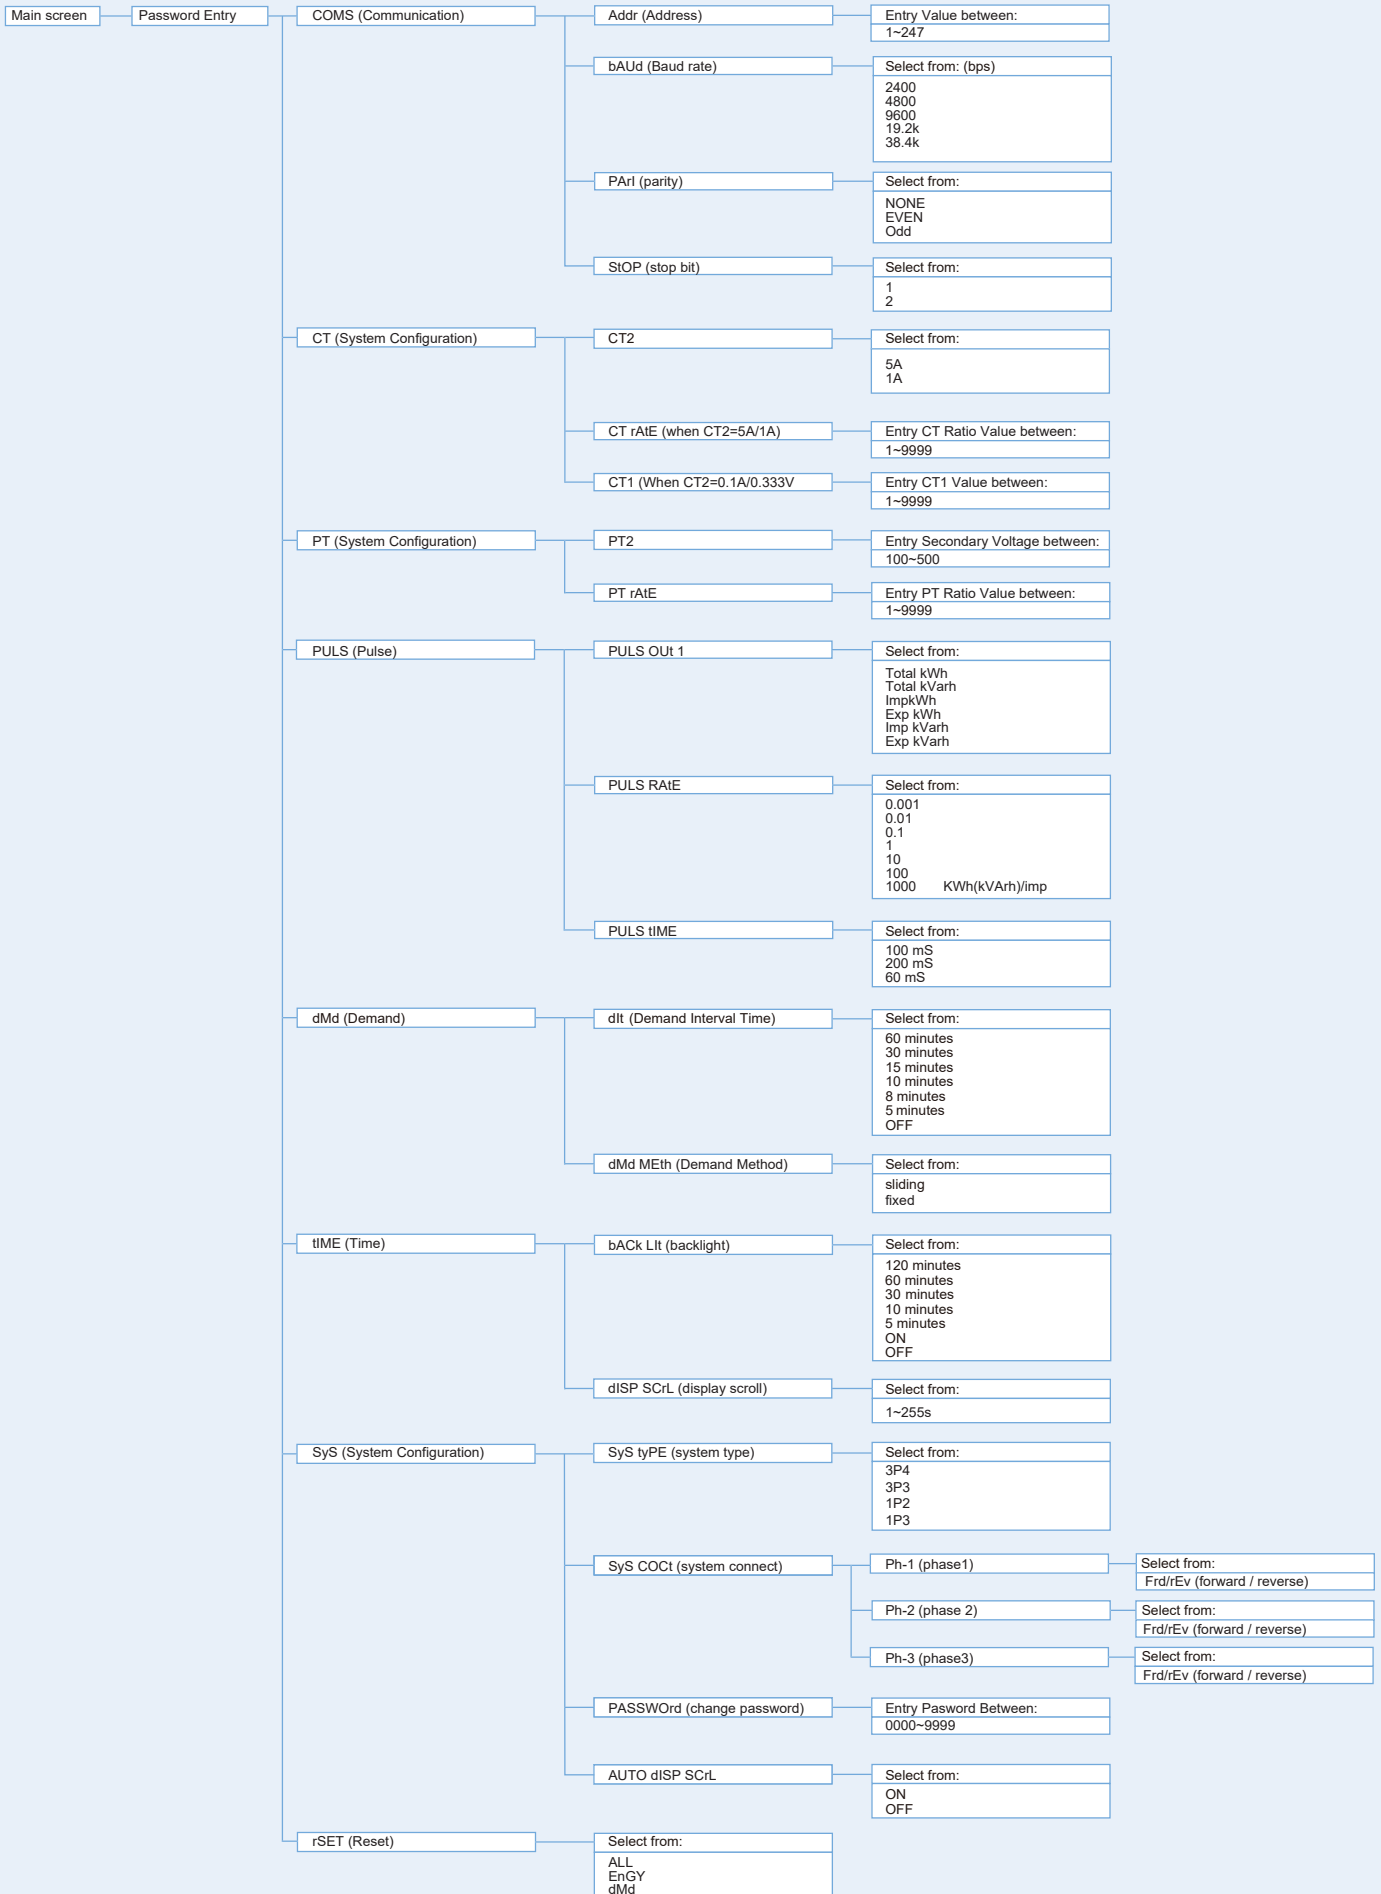 Main screen
Password Entry
COMS (Communication)
Addr (Address)
Entry Value between:
1~247
bAUd (Baud rate)
Select from: (bps)
2400
4800
9600
19.2k
38.4k
PArI (parity)
Select from:
NONE
EVEN
Odd
StOP (stop bit)
Select from:
1
2
CT (System Configuration)
CT2
Select from:
5A
1A
CT rAtE (when CT2=5A/1A)
Entry CT Ratio Value between:
1~9999
CT1 (When CT2=0.1A/0.333V
Entry CT1 Value between:
1~9999
PT (System Configuration)
PT2
Entry Secondary Voltage between:
100~500
PT rAtE
Entry PT Ratio Value between:
1~9999
PULS (Pulse)
PULS OUt 1
Select from:
Total kWh
Total kVarh
ImpkWh
Exp kWh
Imp kVarh
Exp kVarh
PULS RAtE
Select from:
0.001
0.01
0.1
1
10
100
1000 KWh(kVArh)/imp
PULS tIME
Select from:
100 mS
200 mS
60 mS
dMd (Demand)
dIt (Demand Interval Time)
Select from:
60 minutes
30 minutes
15 minutes
10 minutes
8 minutes
5 minutes
OFF
dMd MEth (Demand Method)
Select from:
sliding
fixed
tIME (Time)
bACk LIt (backlight)
Select from:
120 minutes
60 minutes
30 minutes
10 minutes
5 minutes
ON
OFF
dISP SCrL (display scroll)
Select from:
1~255s
SyS (System Configuration)
SyS tyPE (system type)
Select from:
3P4
3P3
1P2
1P3
SyS COCt (system connect)
Ph-1 (phase1)
Select from:
Frd/rEv (forward / reverse)
Ph-2 (phase 2)
Select from:
Frd/rEv (forward / reverse)
Ph-3 (phase3)
Select from:
Frd/rEv (forward / reverse)
PASSWOrd (change password)
Entry Pasword Between:
0000~9999
AUTO dISP SCrL
Select from:
ON
OFF
rSET (Reset)
Select from:
ALL
EnGY
dMd